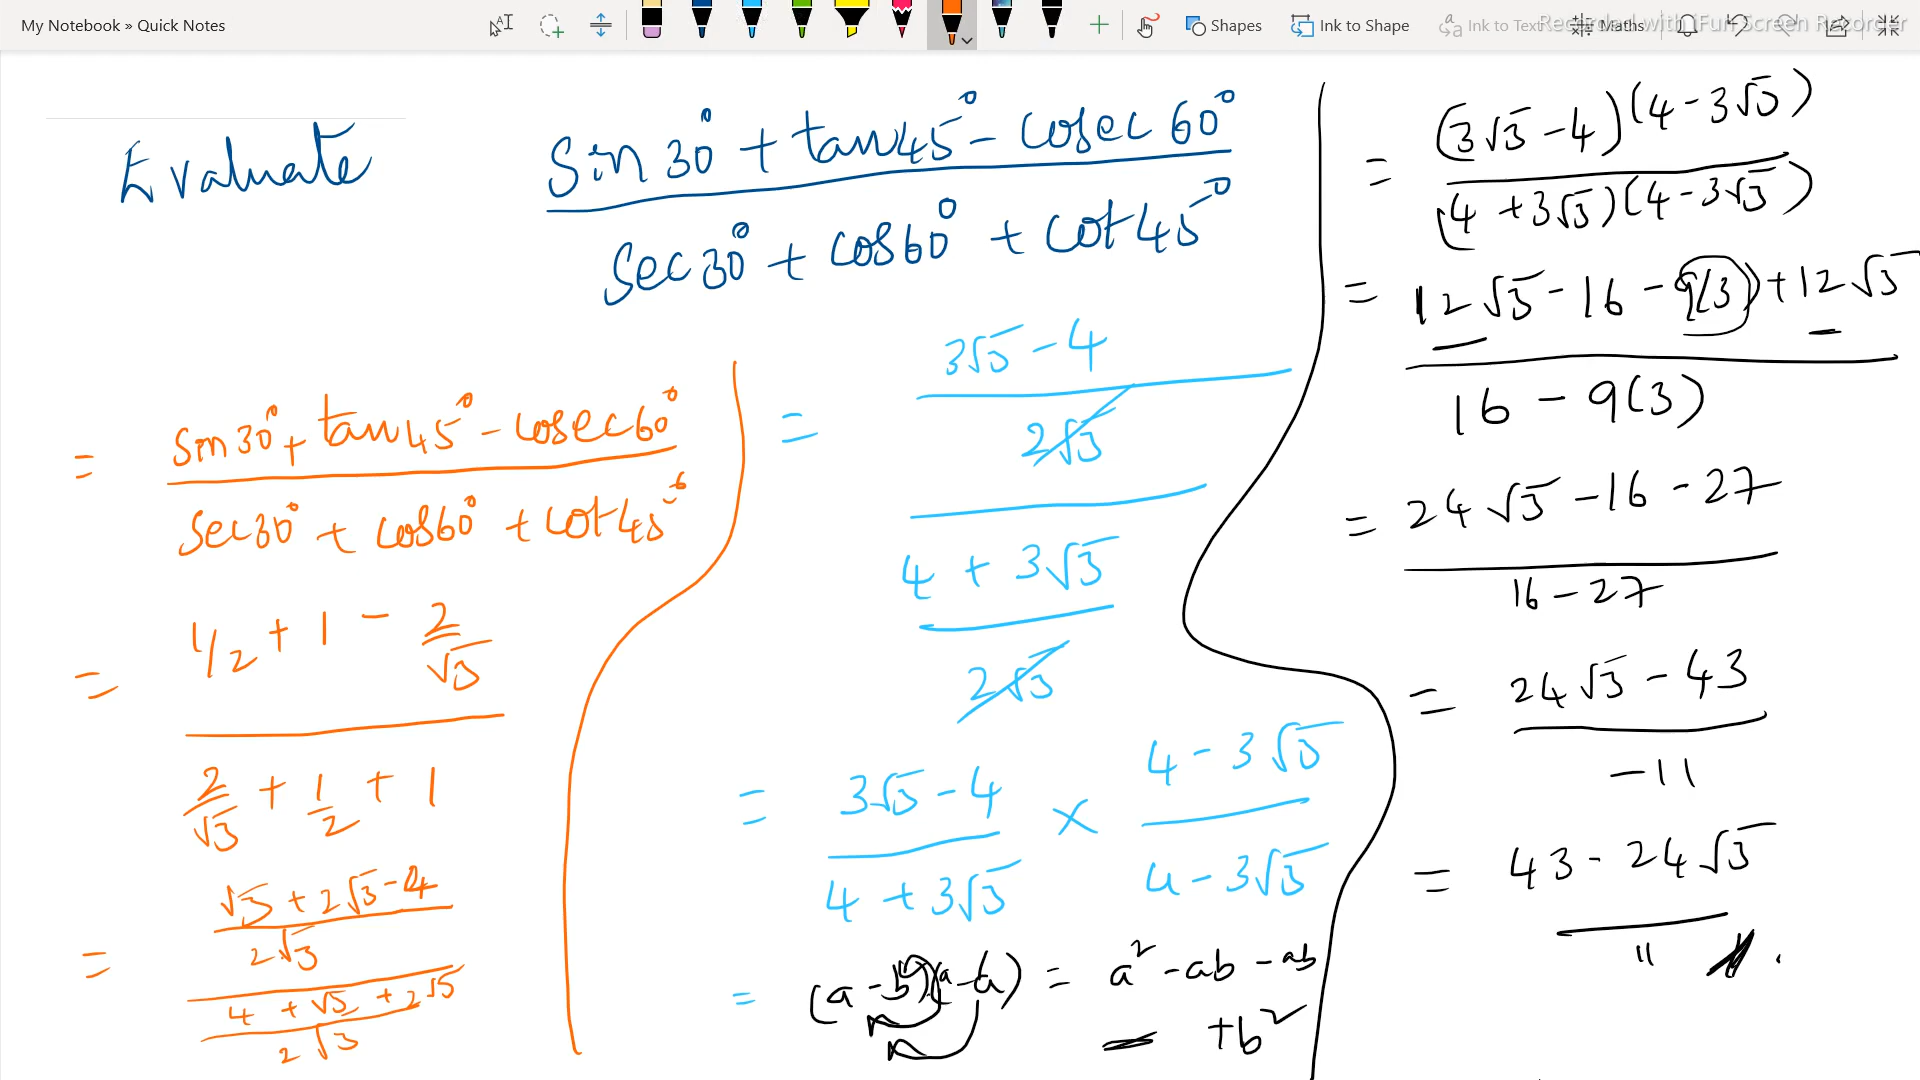 My Notebook » Quick Notes
Shapes
Ink to Shape
Ink to Text
Maths
Recorded with iFun Screen Recorder
Evaluate
sin 30° + tan 45° - cosec 60°
sec 30° + cos 60° + cot 45°
= sin 30° + tan 45° - cosec 60°
sec 30° + cos 60° + cot 45°
= 1/2 + 1 - 2/√3
2/√3 + 1/2 + 1
= √3 + 2√3 - 4
2√3
4 + √3 + 2√3
2√3
= 3√3 - 4
2√3
4 + 3√3
2√3
= 3√3 - 4 × 4 - 3√3
4 + 3√3 4 - 3√3
= (a - b)(a - b) = a² - ab - ab
+ b²
= (3√3 - 4)(4 - 3√3)
(4 + 3√3)(4 - 3√3)
= 12√3 - 16 - 9(3) + 12√3
16 - 9(3)
= 24√3 - 16 - 27
16 - 27
= 24√3 - 43
-11
= 43 - 24√3
11